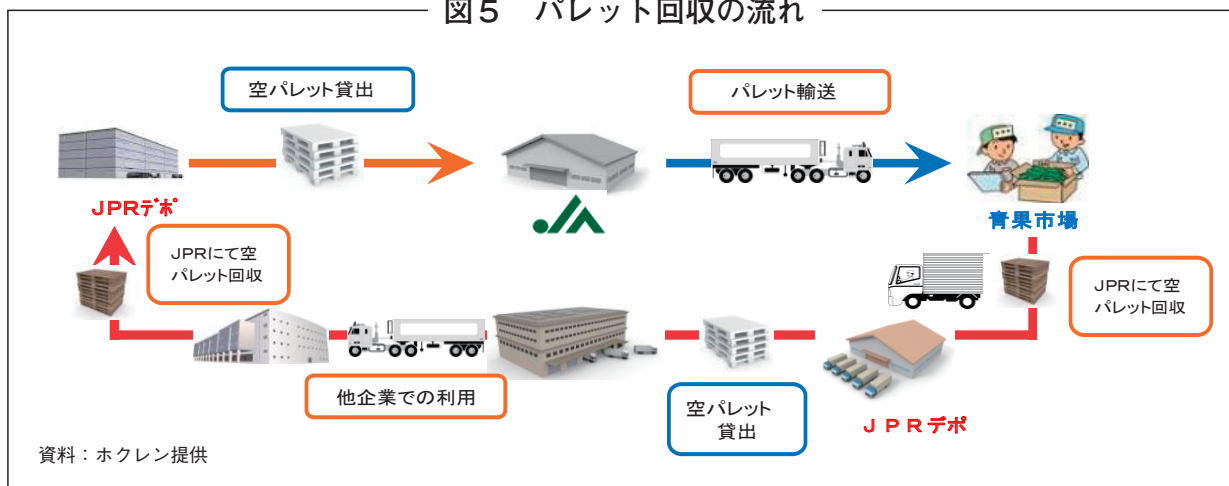 図5　パレット回収の流れ
空パレット貸出
パレット輸送
JPRデポ
JA
青果市場
JPRにて空
パレット回収
JPRにて空
パレット回収
他企業での利用
空パレット
貸出
ＪＰＲデポ
資料：ホクレン提供